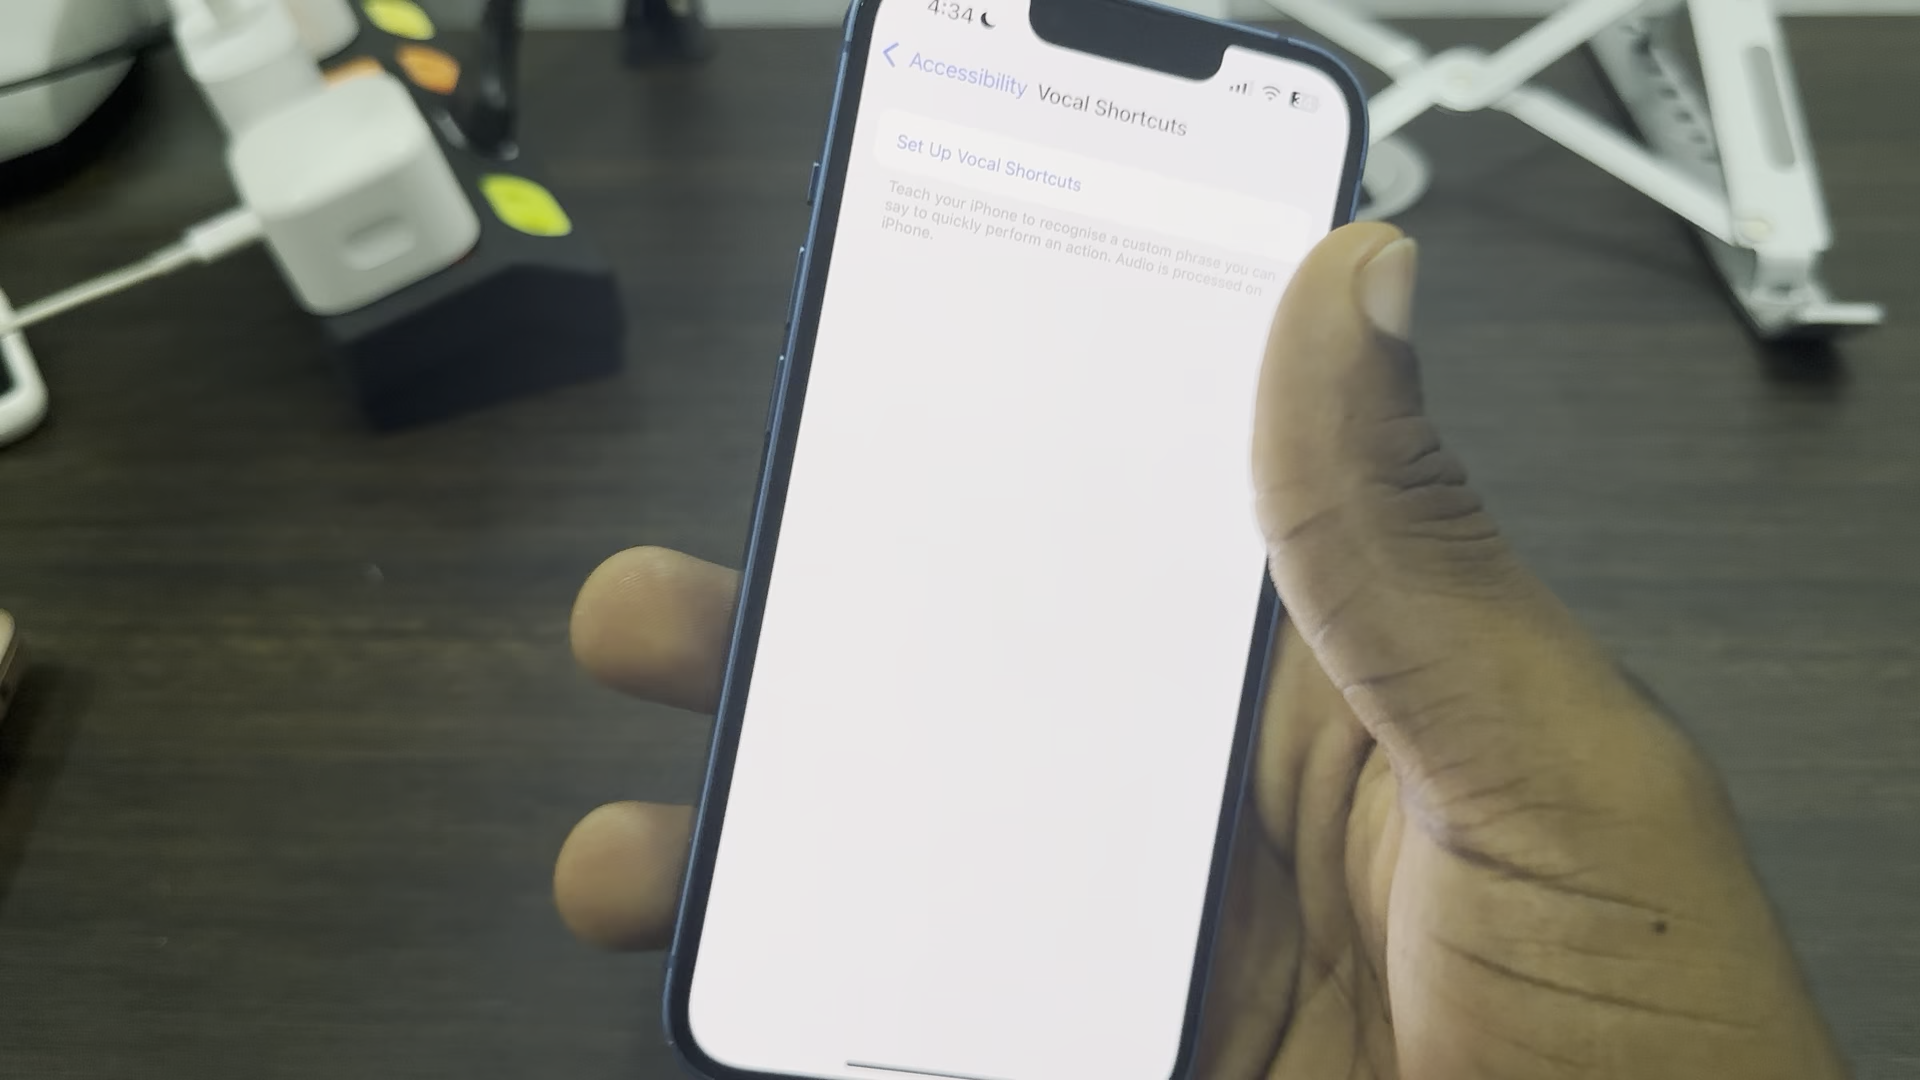 4:34
Accessibility Vocal Shortcuts
Set Up Vocal Shortcuts
Teach your iPhone to recognise a custom phrase you can
say to quickly perform an action. Audio is processed on
iPhone.